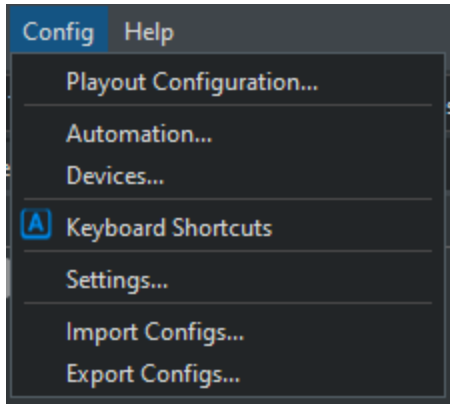 Config Help
Playout Configuration...
Automation...
Devices...
A Keyboard Shortcuts
Settings...
Import Configs...
Export Configs...